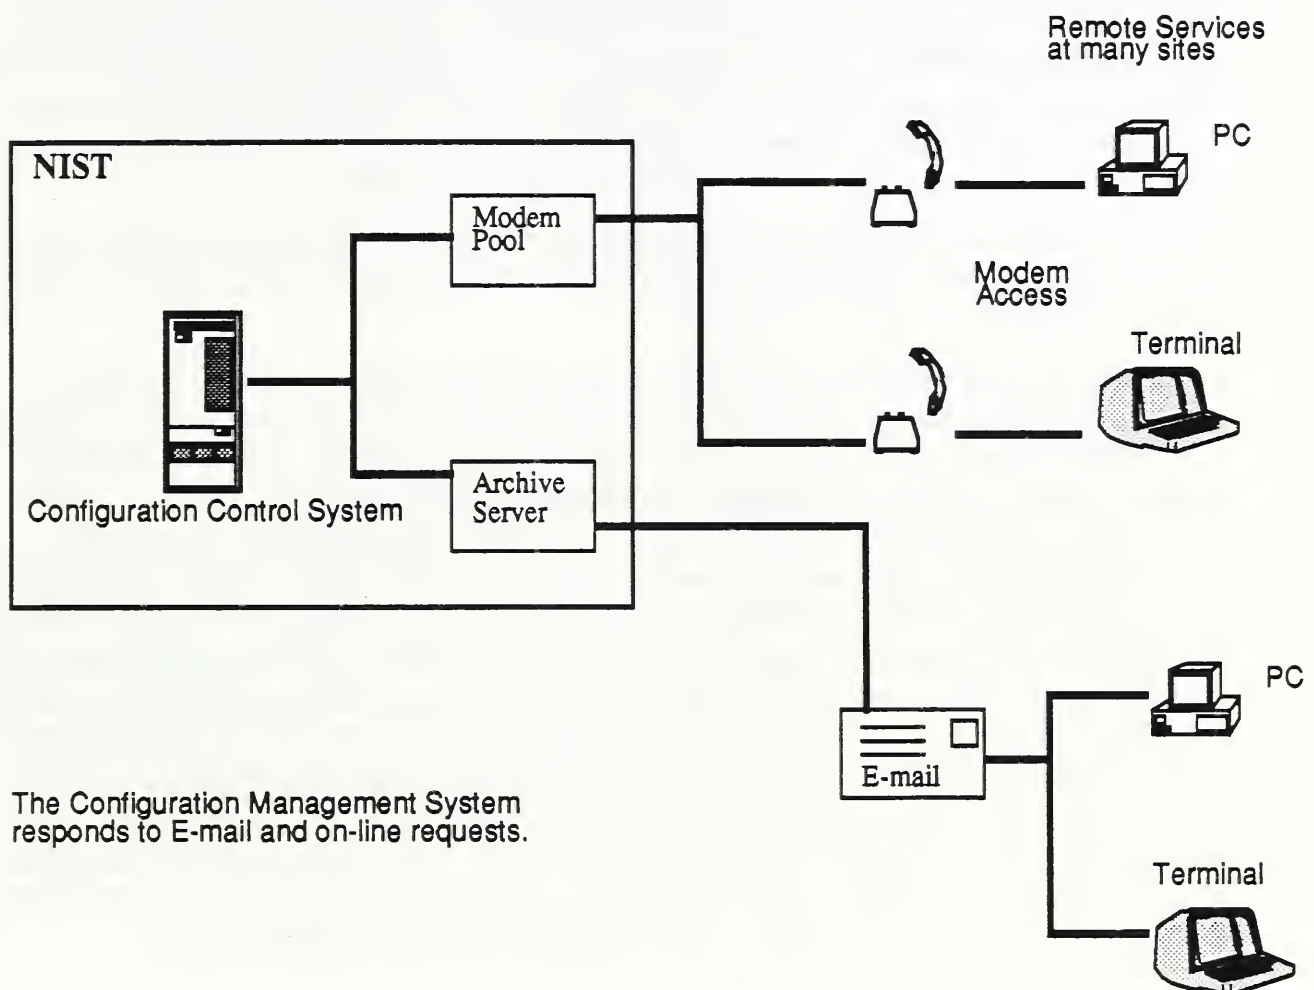 Remote Services
at many sites
PC
NIST
Modem
Pool
Modem
Access
Terminal
Archive
Server
Configuration Control System
PC
E-mail
The Configuration Management System
responds to E-mail and on-line requests.
Terminal